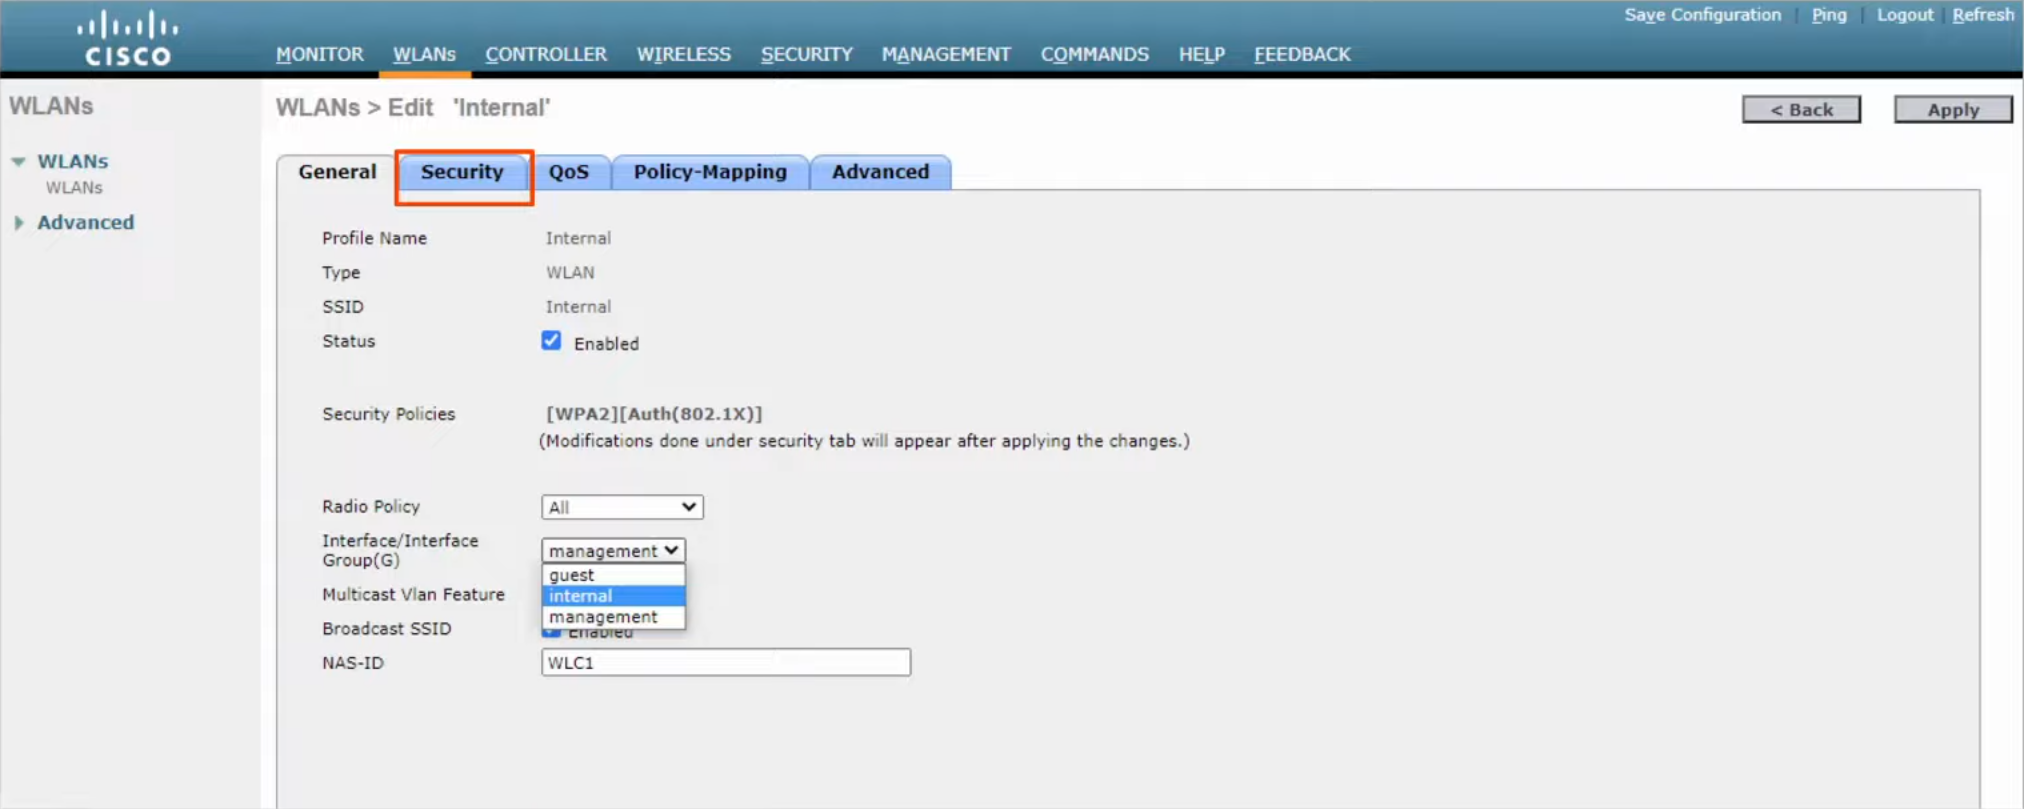 Save Configuration | Ping | Logout | Refresh
CISCO
MONITOR WLANs CONTROLLER WIRELESS SECURITY MANAGEMENT COMMANDS HELP FEEDBACK
WLANs
WLANs
WLANs
Advanced
WLANs > Edit 'Internal'
< Back
Apply
General Security QoS Policy-Mapping Advanced
Profile Name Internal
Type WLAN
SSID Internal
Status Enabled
Security Policies [WPA2][Auth(802.1X)]
(Modifications done under security tab will appear after applying the changes.)
Radio Policy All
Interface/Interface
Group(G) management
guest
Multicast Vlan Feature internal
management
Broadcast SSID Enabled
NAS-ID WLC1